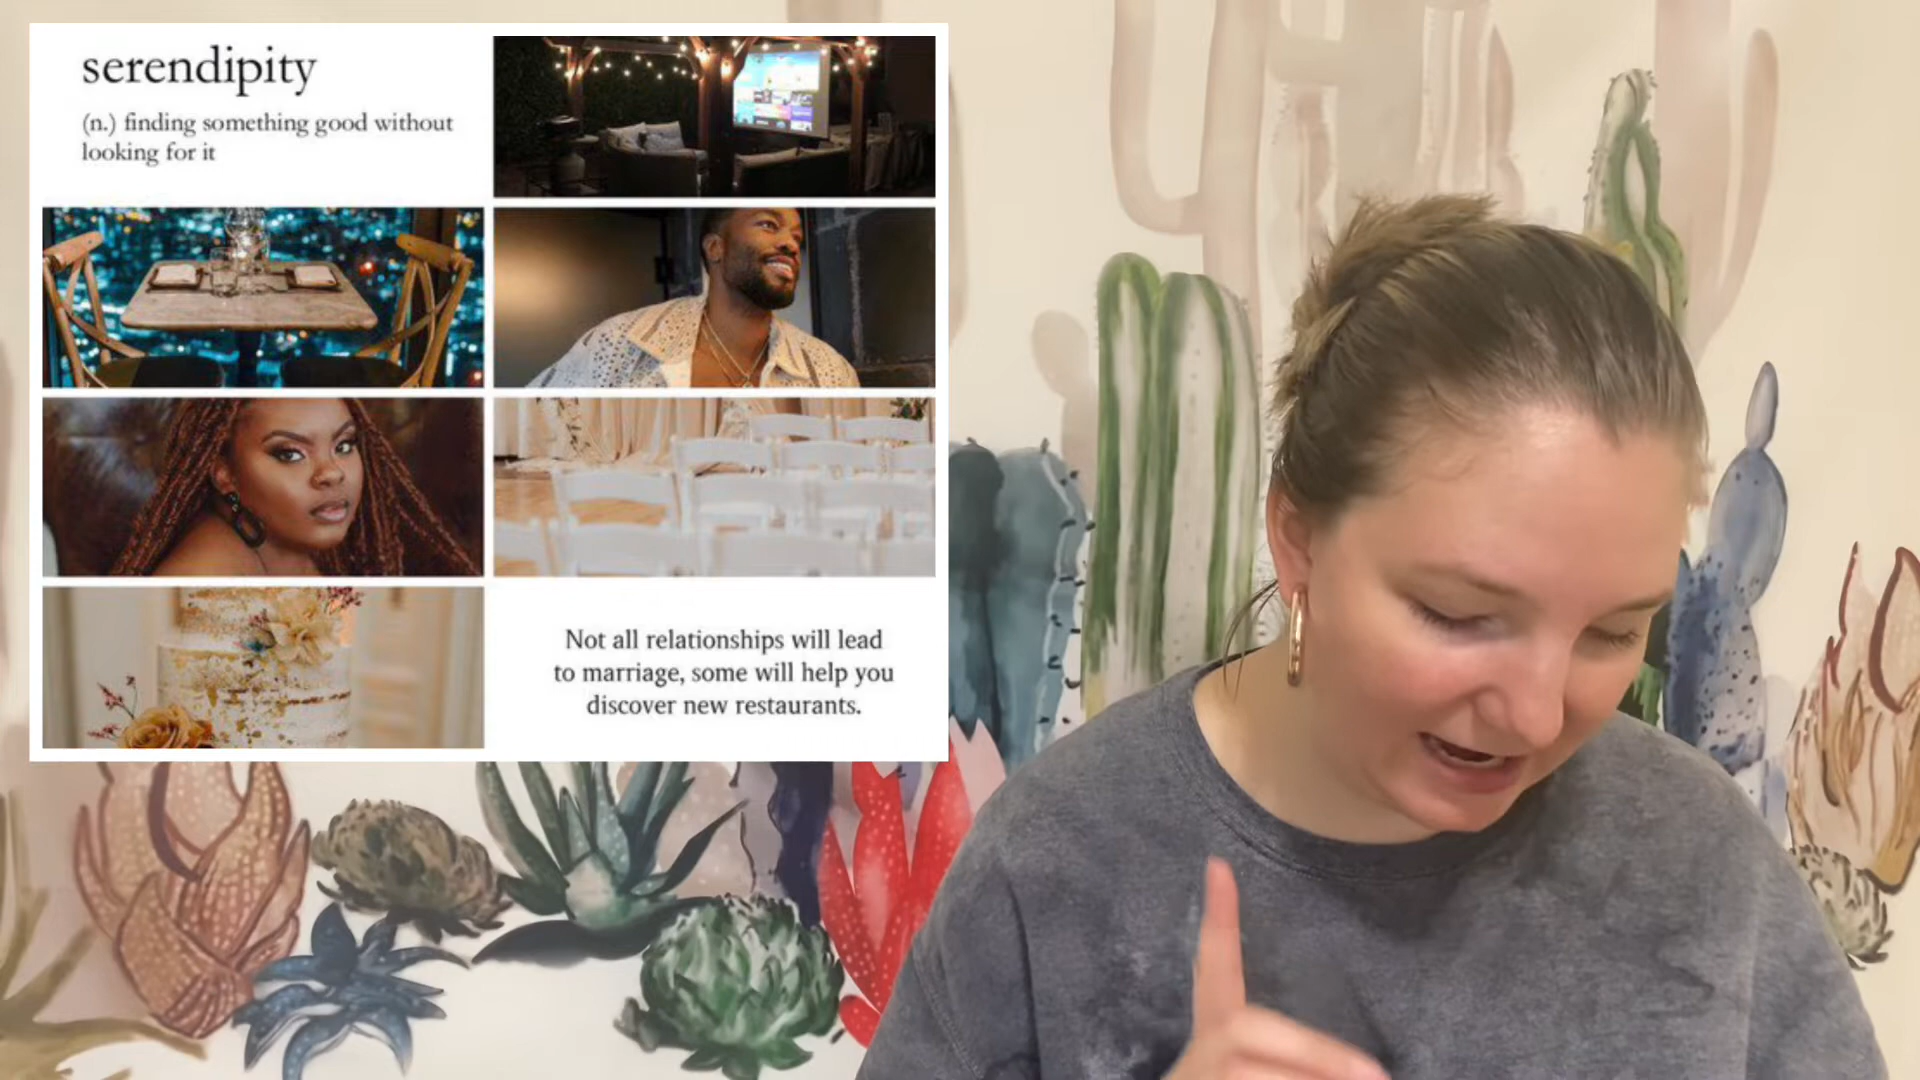 serendipity
(n.) finding something good without
looking for it
Not all relationships will lead
to marriage, some will help you
discover new restaurants.